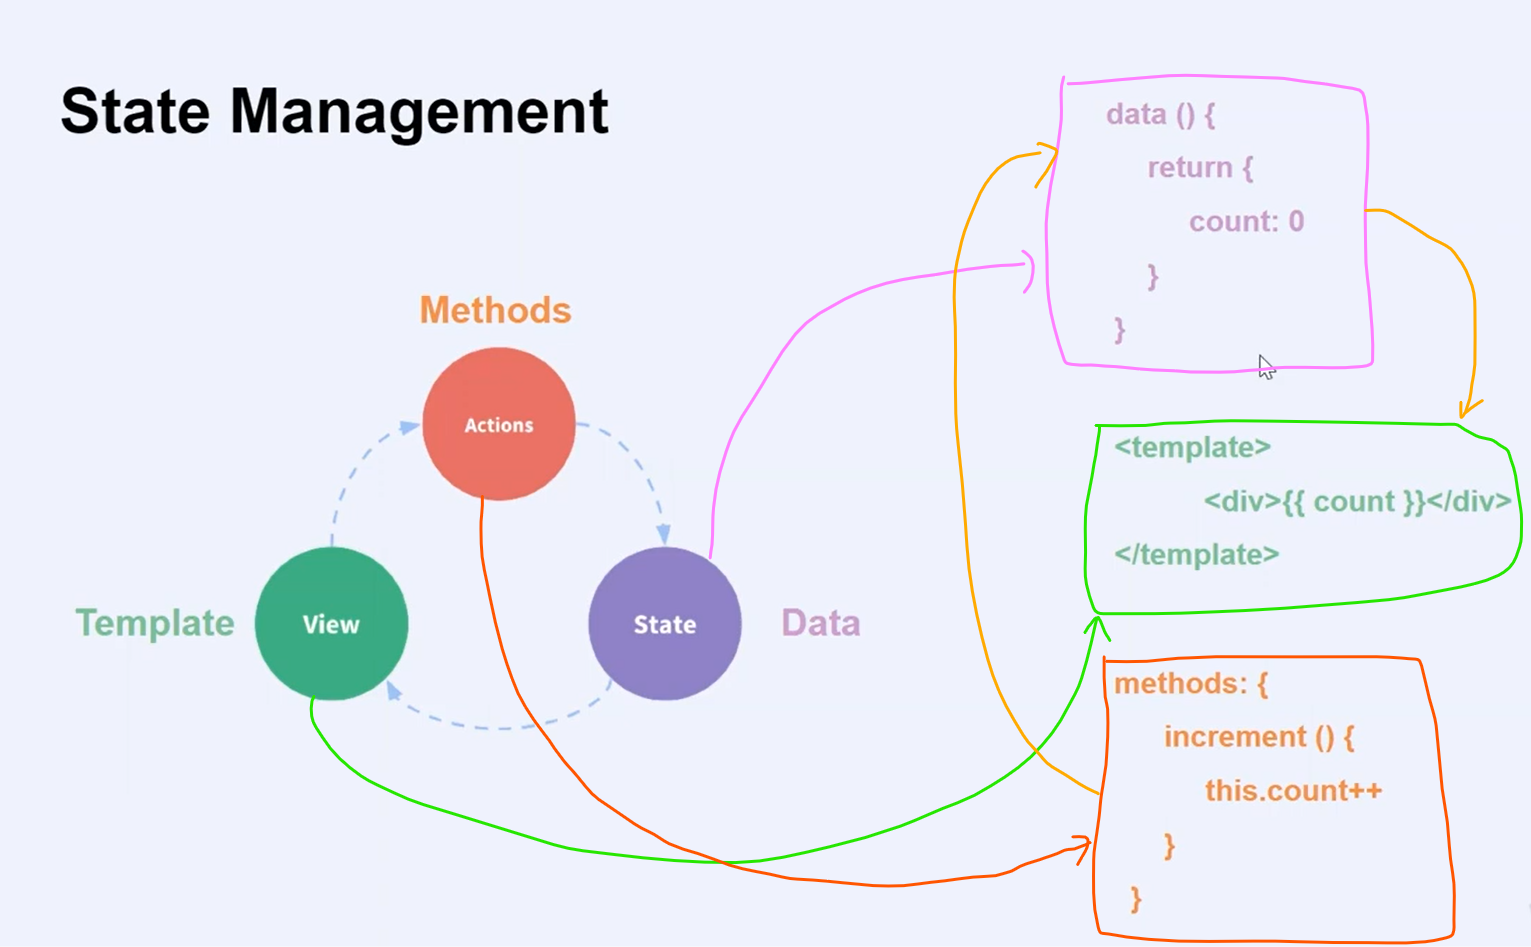 State Management
Methods
Actions
Template
View
State
Data
data () {
return {
count: 0
}
}
<template>
<div>{{ count }}</div>
</template>
methods: {
increment () {
this.count++
}
}